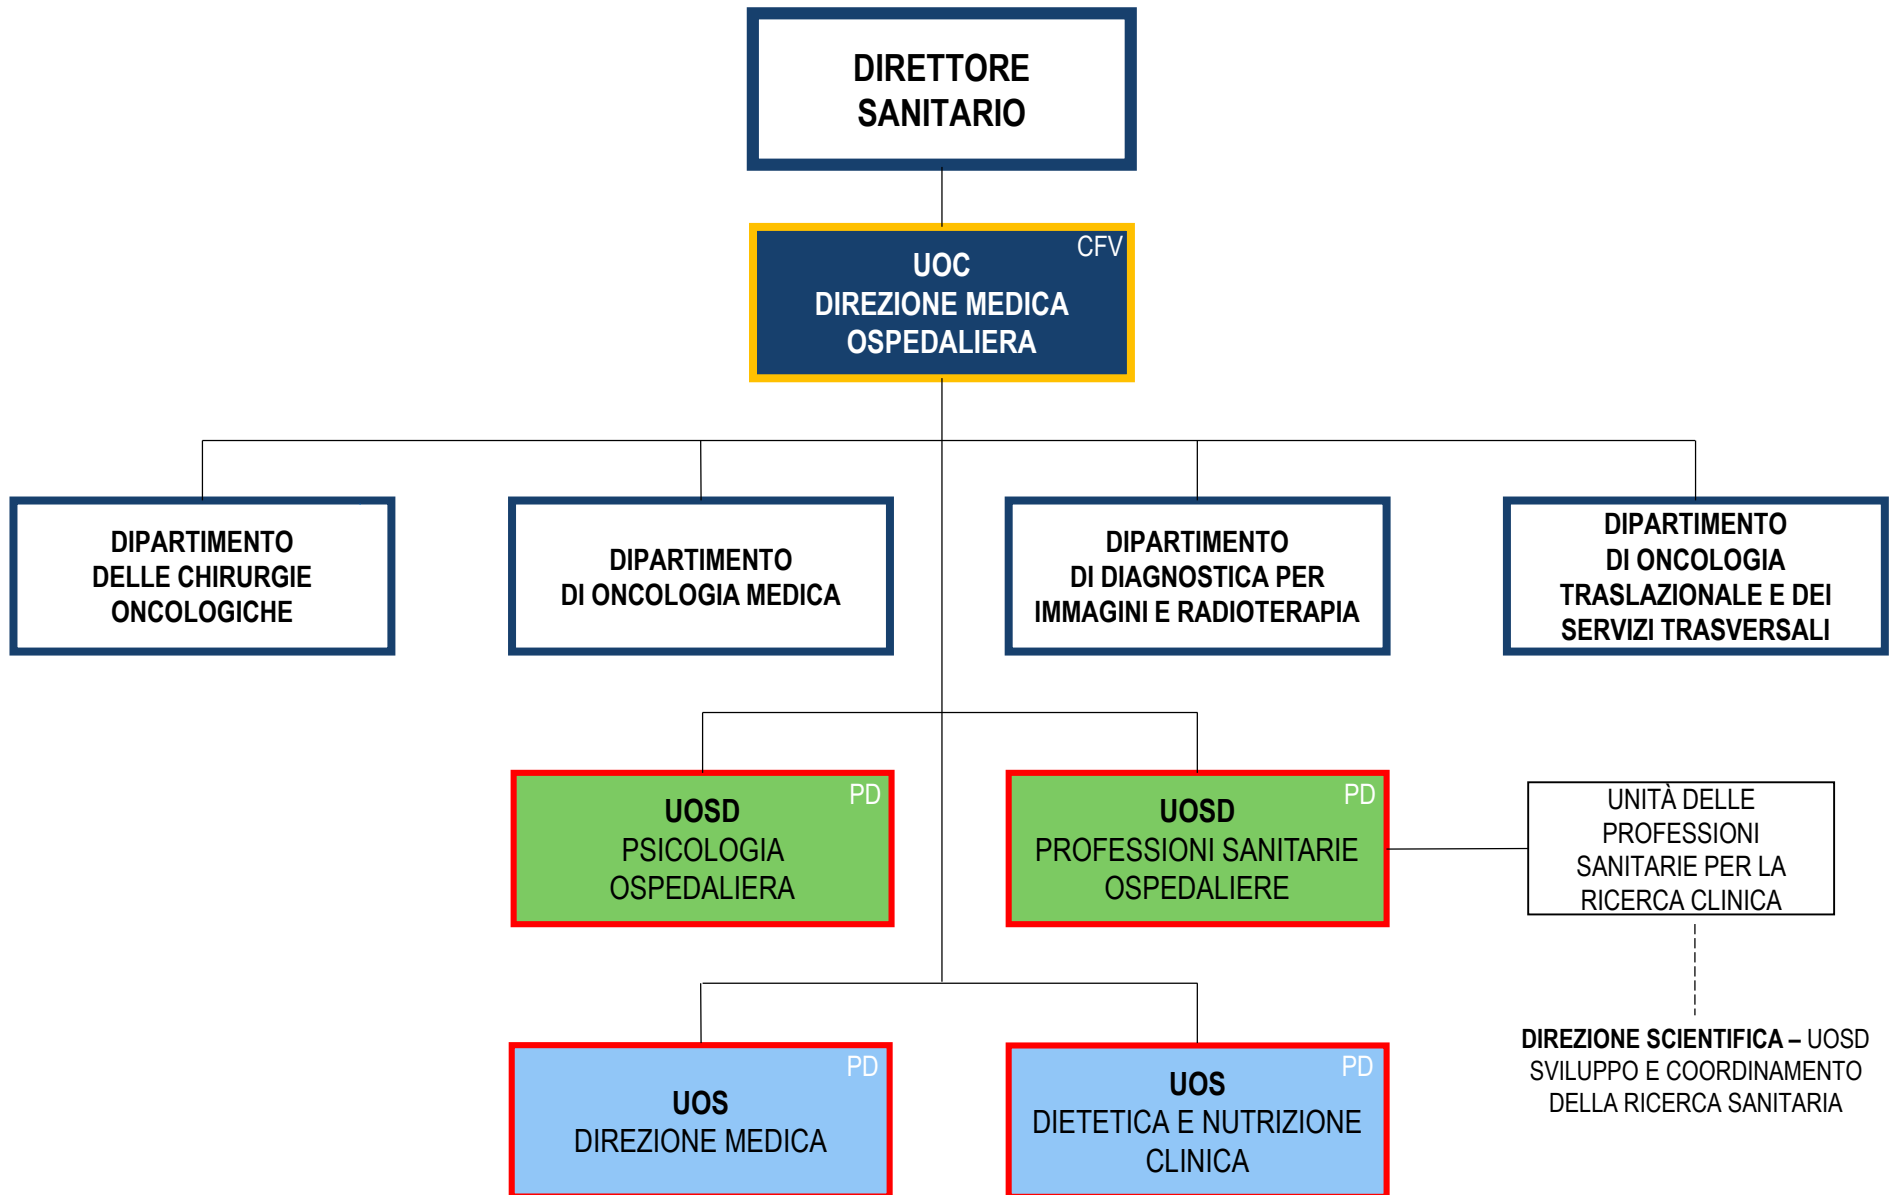 DIRETTORE
SANITARIO
CFV
UOC
DIREZIONE MEDICA
OSPEDALIERA
DIPARTIMENTO
DELLE CHIRURGIE
ONCOLOGICHE
DIPARTIMENTO
DI ONCOLOGIA MEDICA
DIPARTIMENTO
DI DIAGNOSTICA PER
IMMAGINI E RADIOTERAPIA
DIPARTIMENTO
DI ONCOLOGIA
TRASLAZIONALE E DEI
SERVIZI TRASVERSALI
PD
UOSD
PSICOLOGIA
OSPEDALIERA
PD
UOSD
PROFESSIONI SANITARIE
OSPEDALIERE
UNITÀ DELLE
PROFESSIONI
SANITARIE PER LA
RICERCA CLINICA
PD
UOS
DIREZIONE MEDICA
PD
UOS
DIETETICA E NUTRIZIONE
CLINICA
DIREZIONE SCIENTIFICA – UOSD
SVILUPPO E COORDINAMENTO
DELLA RICERCA SANITARIA